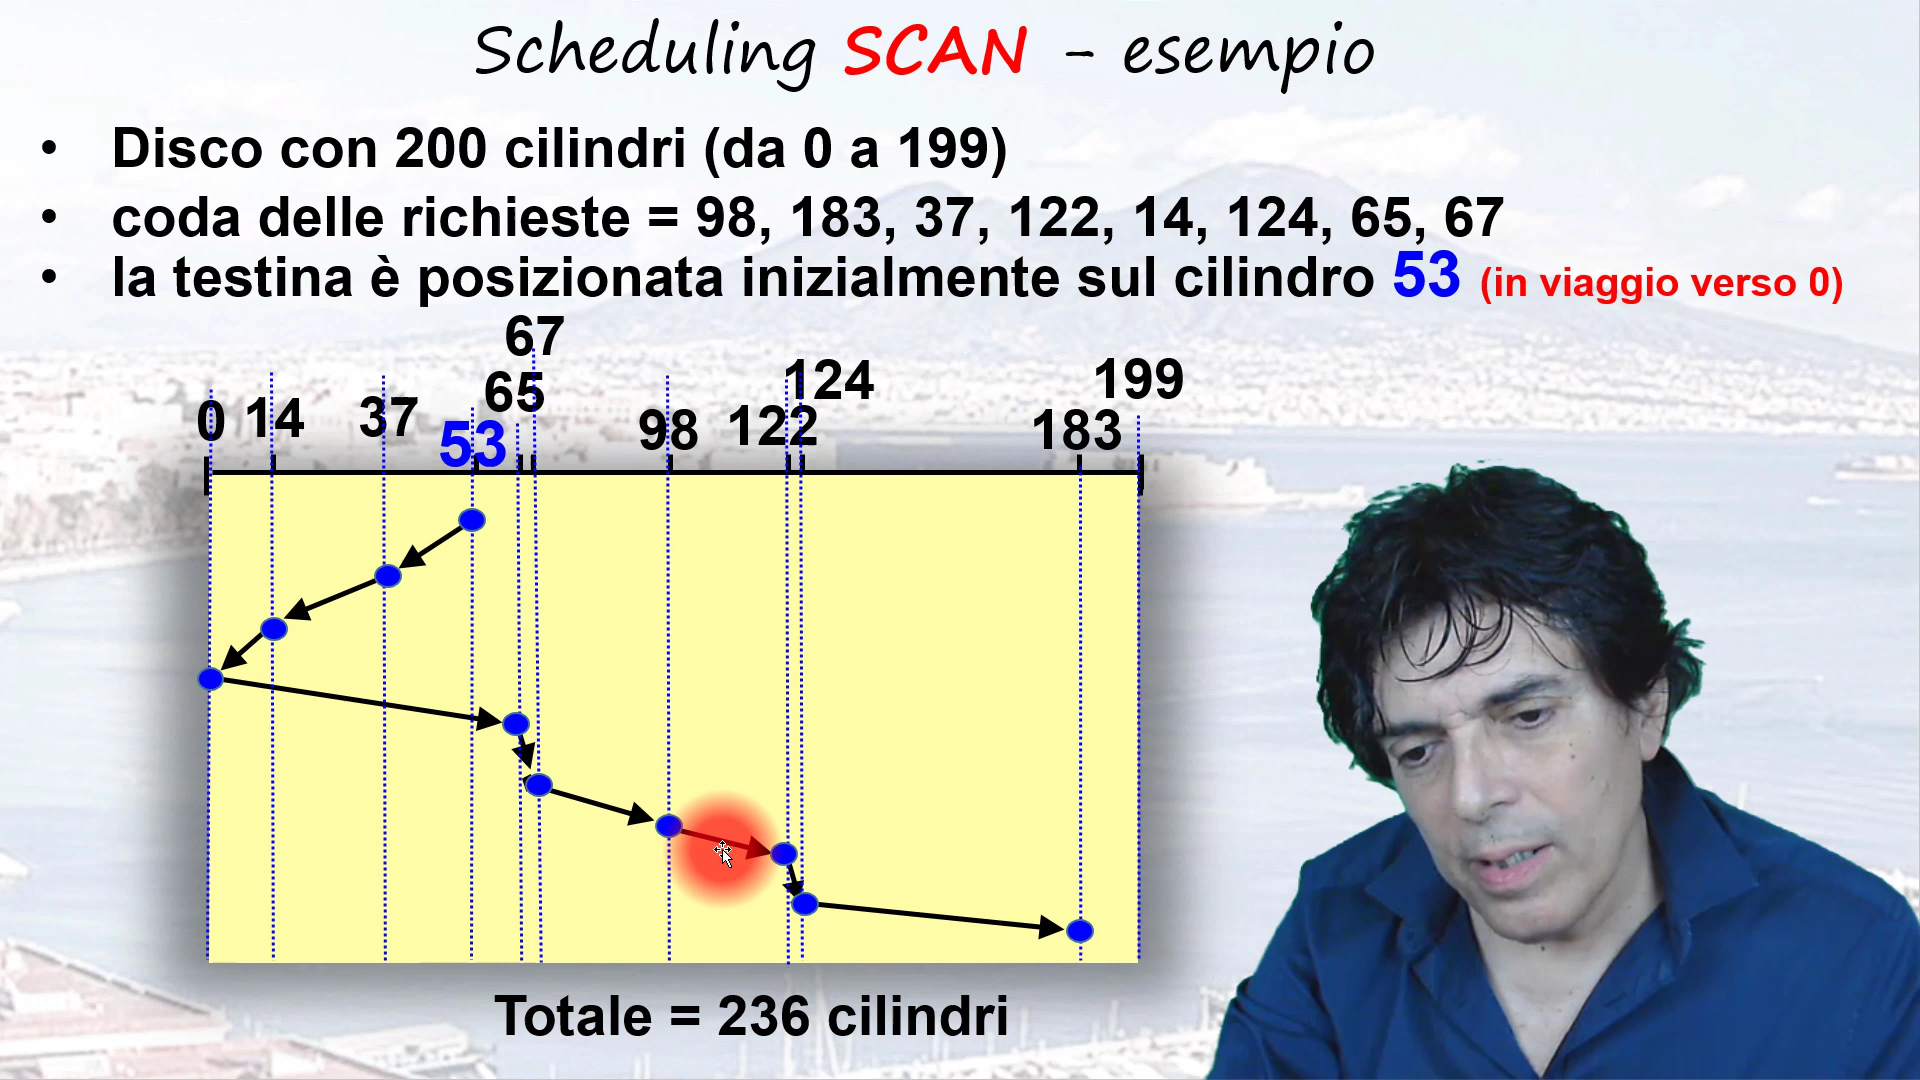 Scheduling SCAN - esempio
• Disco con 200 cilindri (da 0 a 199)
• coda delle richieste = 98, 183, 37, 122, 14, 124, 65, 67
• la testina è posizionata inizialmente sul cilindro 53 (in viaggio verso 0)
67
124 199
65
0 14 37 53 98 122 183
Totale = 236 cilindri